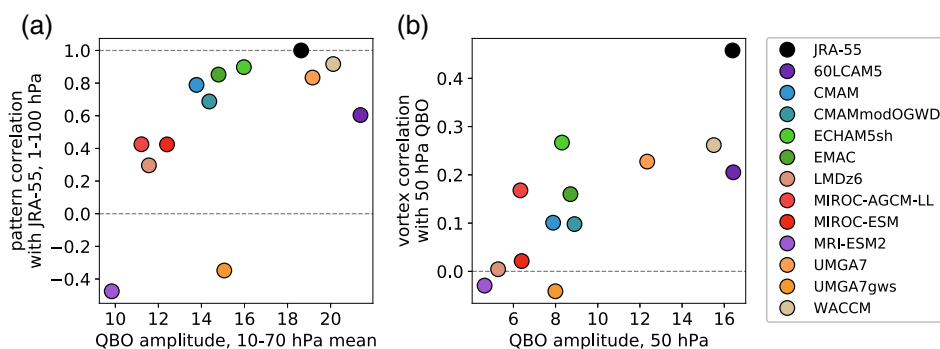 (a)
pattern correlation
with JRA-55, 1-100 hPa
1.0
0.8
0.6
0.4
0.2
0.0
−0.2
−0.4
10
12
14
16
18
20
QBO amplitude, 10-70 hPa mean
(b)
vortex correlation
with 50 hPa QBO
0.4
0.3
0.2
0.1
0.0
6
8
10
12
14
16
QBO amplitude, 50 hPa
JRA-55
60LCAM5
CMAM
CMAMmodOGWD
ECHAM5sh
EMAC
LMDz6
MIROC-AGCM-LL
MIROC-ESM
MRI-ESM2
UMGA7
UMGA7gws
WACCM